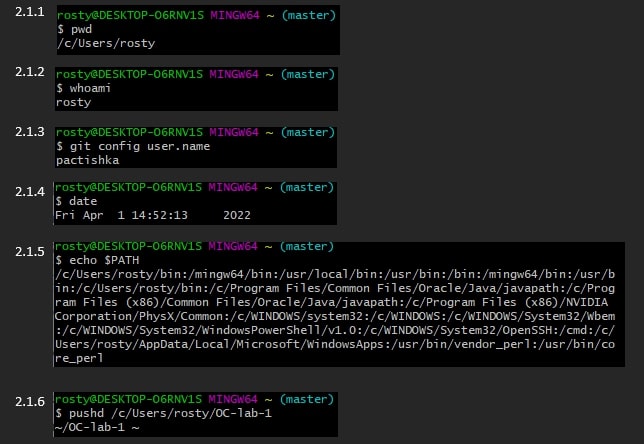 2.1.1
rosty@DESKTOP-O6RNV1S MINGW64 ~ (master)
$ pwd
/c/Users/rosty
2.1.2
rosty@DESKTOP-O6RNV1S MINGW64 ~ (master)
$ whoami
rosty
2.1.3
rosty@DESKTOP-O6RNV1S MINGW64 ~ (master)
$ git config user.name
pactishka
2.1.4
rosty@DESKTOP-O6RNV1S MINGW64 ~ (master)
$ date
Fri Apr  1 14:52:13     2022
2.1.5
rosty@DESKTOP-O6RNV1S MINGW64 ~ (master)
$ echo $PATH
/c/Users/rosty/bin:/mingw64/bin:/usr/local/bin:/usr/bin:/bin:/mingw64/bin:/usr/b
in:/c/Users/rosty/bin:/c/Program Files/Common Files/Oracle/Java/javapath:/c/Prog
ram Files (x86)/Common Files/Oracle/Java/javapath:/c/Program Files (x86)/NVIDIA
Corporation/PhysX/Common:/c/WINDOWS/system32:/c/WINDOWS:/c/WINDOWS/System32/Wbem
:/c/WINDOWS/System32/WindowsPowerShell/v1.0:/c/WINDOWS/System32/OpenSSH:/cmd:/c/
Users/rosty/AppData/Local/Microsoft/WindowsApps:/usr/bin/vendor_perl:/usr/bin/co
re_perl
2.1.6
rosty@DESKTOP-O6RNV1S MINGW64 ~ (master)
$ pushd /c/Users/rosty/OC-lab-1
~/OC-lab-1 ~